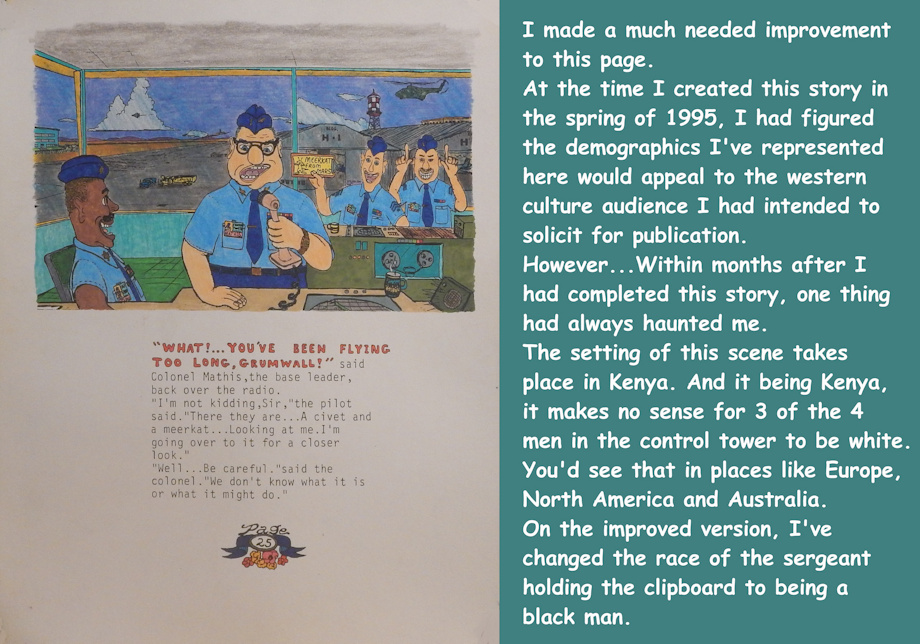 SI MEERKAT
FROM
MARS
H-1
"WHAT!...YOU'VE BEEN FLYING
TOO LONG,GRUMWALL!" said
Colonel Mathis,the base leader,
back over the radio.
"I'm not kidding,Sir,"the pilot
said."There they are...A civet and
a meerkat...Looking at me.I'm
going over to it for a closer
look."
"Well...Be careful."said the
colonel."We don't know what it is
or what it might do."
Page
25
I made a much needed improvement
to this page.
At the time I created this story in
the spring of 1995, I had figured
the demographics I've represented
here would appeal to the western
culture audience I had intended to
solicit for publication.
However...Within months after I
had completed this story, one thing
had always haunted me.
The setting of this scene takes
place in Kenya. And it being Kenya,
it makes no sense for 3 of the 4
men in the control tower to be white.
You'd see that in places like Europe,
North America and Australia.
On the improved version, I've
changed the race of the sergeant
holding the clipboard to being a
black man.